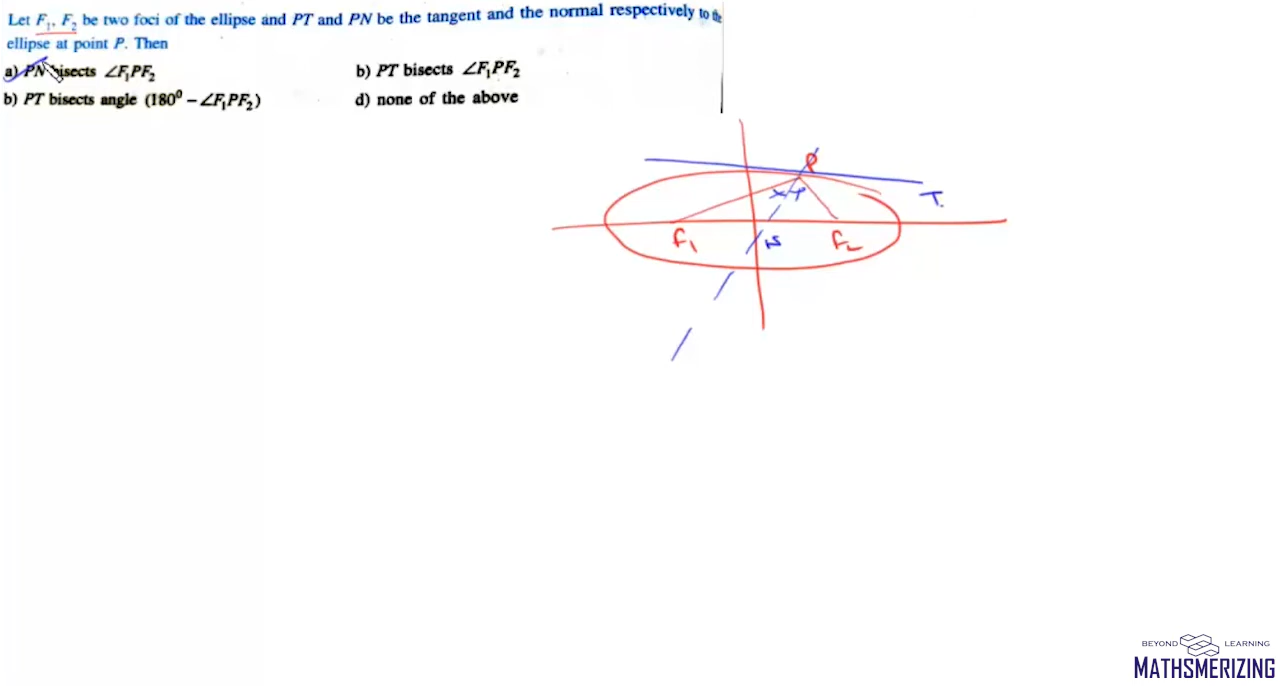 Let F₁, F₂ be two foci of the ellipse and PT and PN be the tangent and the normal respectively to the
ellipse at point P. Then
a) PN bisects ∠F₁PF₂ b) PT bisects ∠F₁PF₂
b) PT bisects angle (180⁰ – ∠F₁PF₂) d) none of the above
P
T
F₁ N F₂
BEYOND LEARNING
MATHSMERIZING